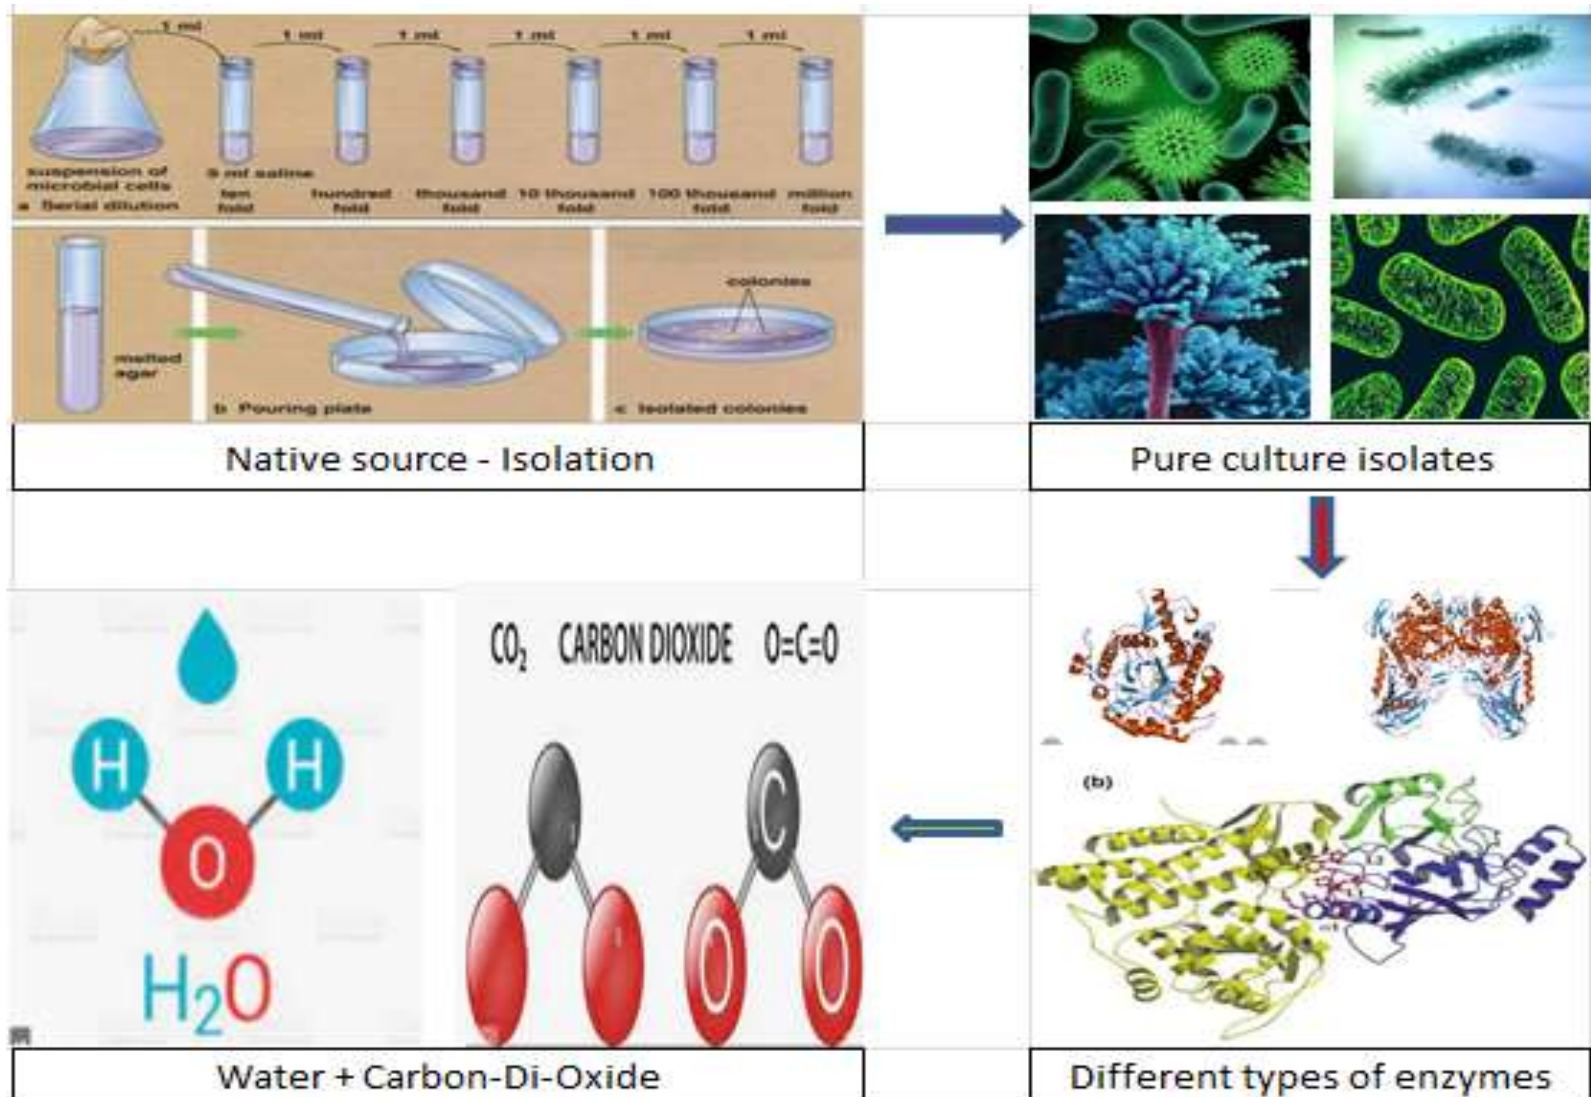 1 ml
1 ml
1 ml
1 ml
1 ml
1 ml
suspension of
microbial cells
9 ml saline
a Serial dilution
ten
fold
hundred
fold
thousand
fold
10 thousand
fold
100 thousand
fold
million
fold
melted
agar
b Pouring plate
colonies
c Isolated colonies
Native source - Isolation
Pure culture isolates
H
H
O
H₂O
CO₂ CARBON DIOXIDE O=C=O
C
O
O
(b)
Water + Carbon-Di-Oxide
Different types of enzymes